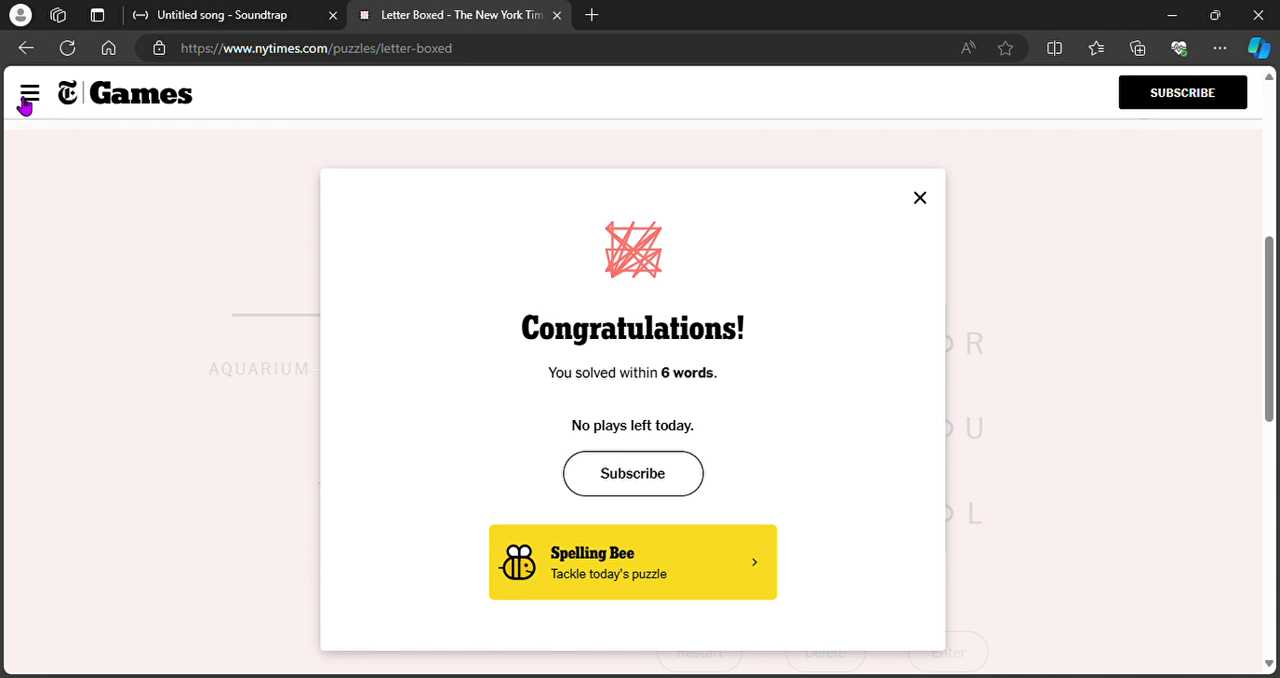 Untitled song - Soundtrap
Letter Boxed - The New York Tim
https://www.nytimes.com/puzzles/letter-boxed
Games
SUBSCRIBE
Congratulations!
You solved within 6 words.
No plays left today.
Subscribe
Spelling Bee
Tackle today's puzzle
AQUARIUM
R
U
L
Restart
Delete
Enter